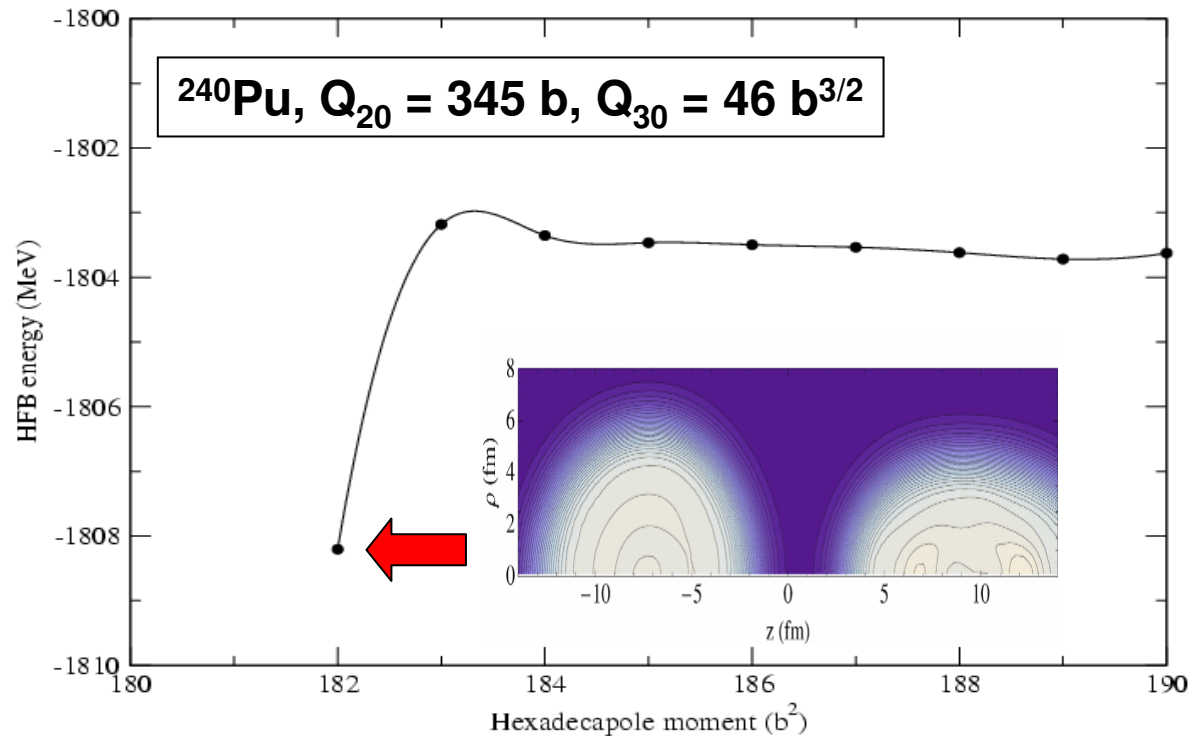 -1800
²⁴⁰Pu, Q₂₀ = 345 b, Q₃₀ = 46 b³ᐟ²
-1802
-1804
HFB energy (MeV)
-1806
-1808
-1810
8
6
4
2
0
ρ (fm)
−10 −5 0 5 10
z (fm)
180 182 184 186 188 190
Hexadecapole moment (b²)